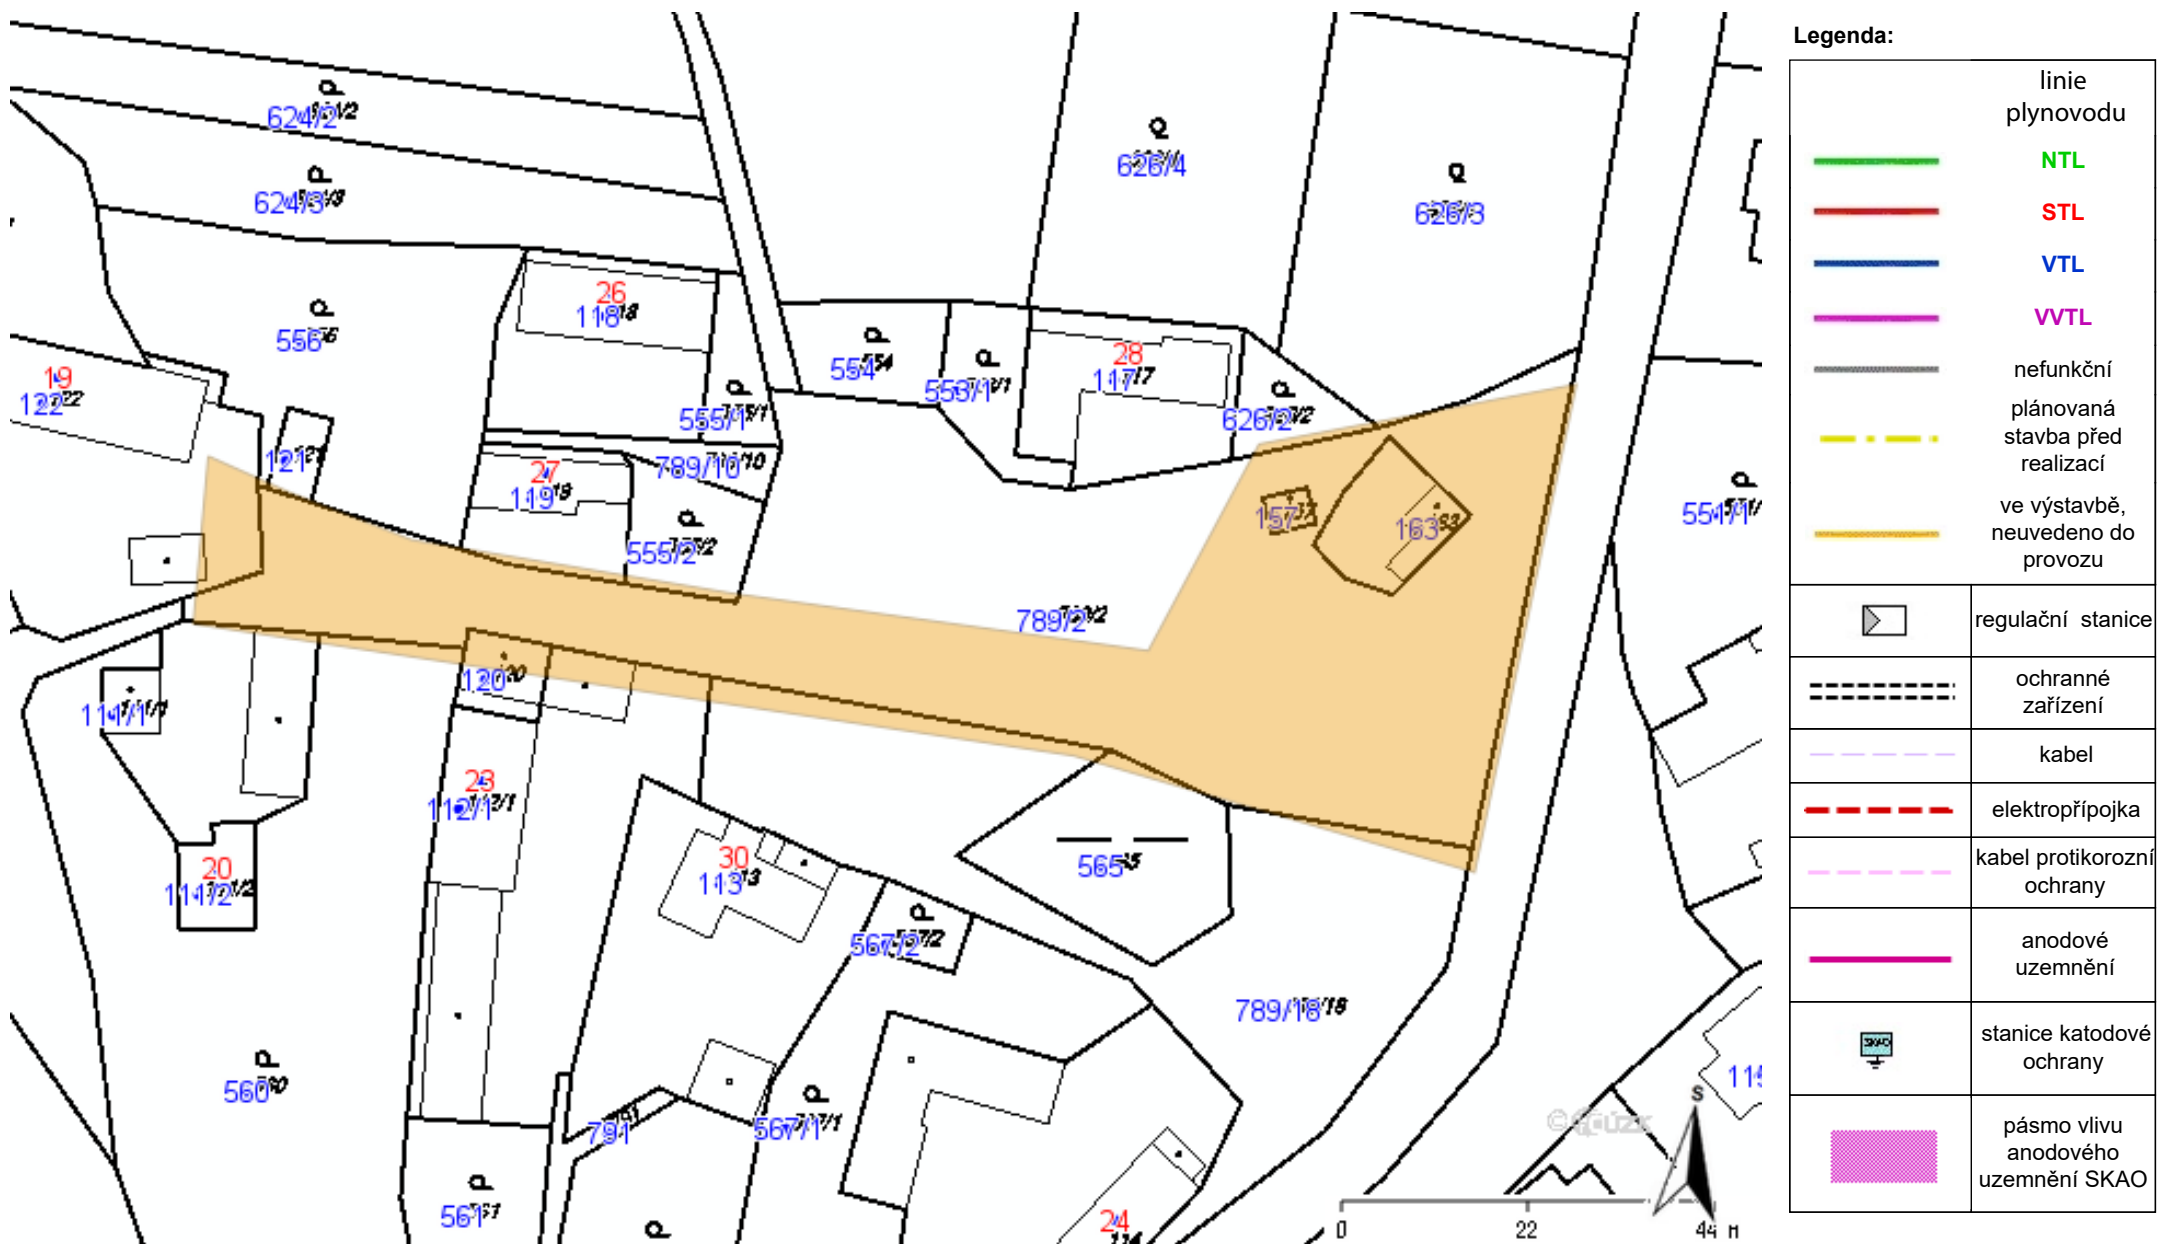 Legenda:
linie
plynovodu
NTL
STL
VTL
VVTL
nefunkční
plánovaná
stavba před
realizací
ve výstavbě,
neuvedeno do
provozu
regulační stanice
ochranné
zařízení
kabel
elektropřípojka
kabel protikorozní
ochrany
anodové
uzemnění
SKAO
stanice katodové
ochrany
pásmo vlivu
anodového
uzemnění SKAO
624/2
624/3
626/4
626/3
556
26
118
554
553/1
28
117
626/2
19
122
121
555/1
27
119
789/10
555/2
157
163
551/1
789/2
120
111/1
23
112/1
20
111/2
30
113
565
567/2
789/18
560
791
567/1
561
24
115
S
0 22 44 M